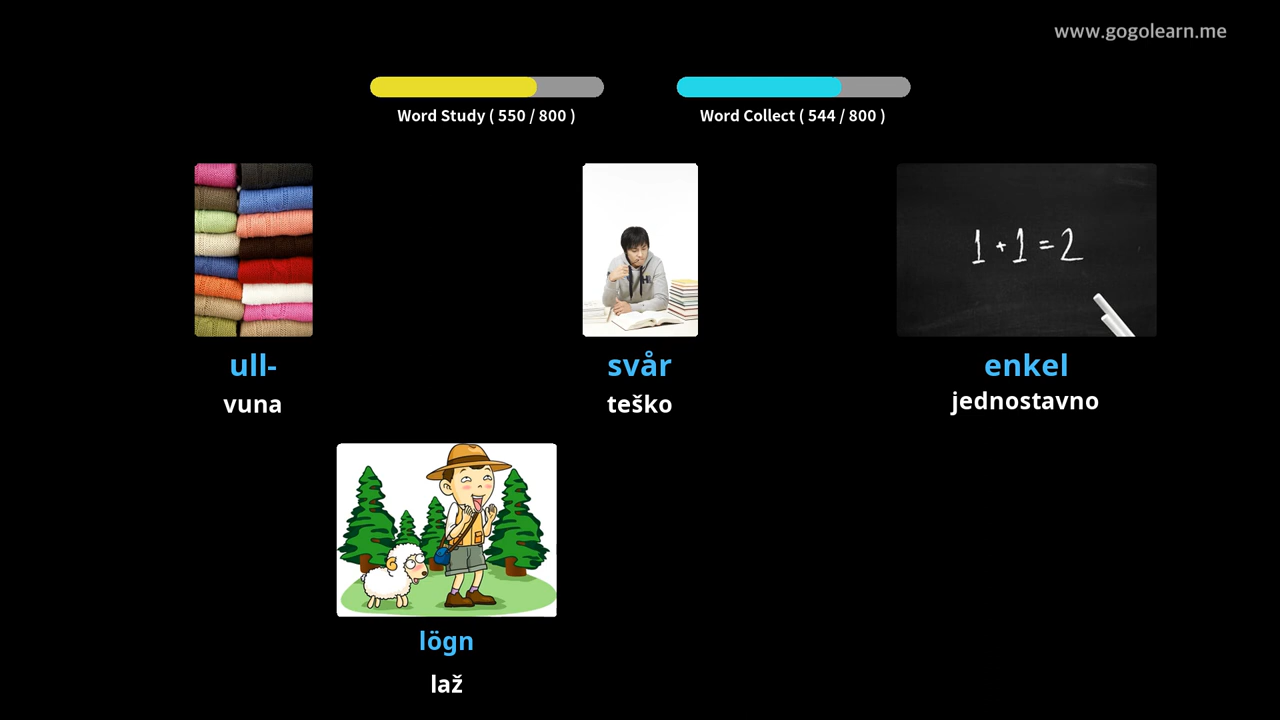 www.gogolearn.me
Word Study ( 550 / 800 )
Word Collect ( 544 / 800 )
1 + 1 = 2
ull-
svår
enkel
vuna
teško
jednostavno
lögn
laž